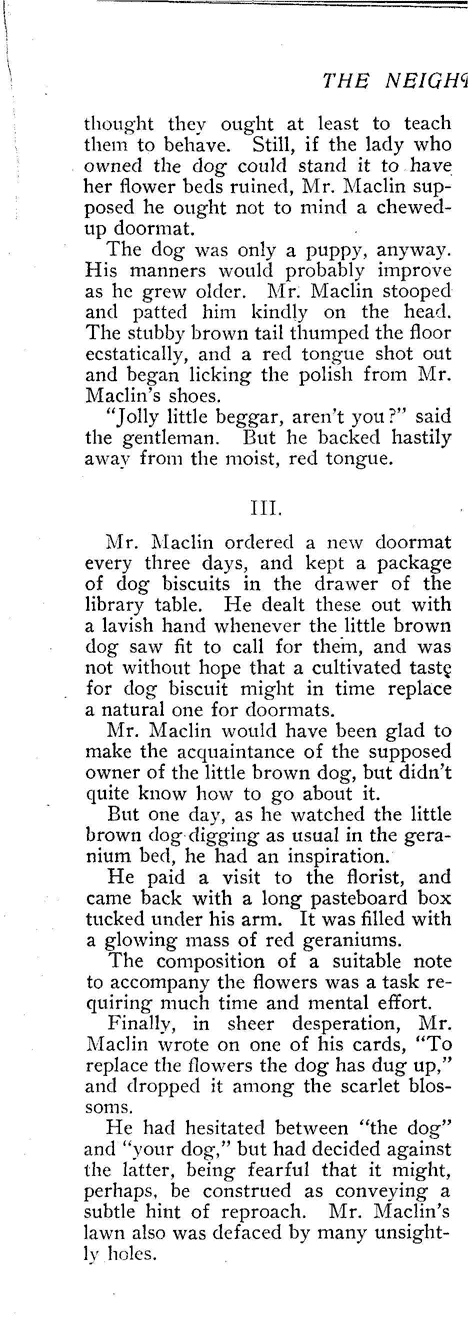 THE NEIGH
thought they ought at least to teach
them to behave. Still, if the lady who
owned the dog could stand it to have
her flower beds ruined, Mr. Maclin sup-
posed he ought not to mind a chewed-
up doormat.
The dog was only a puppy, anyway.
His manners would probably improve
as he grew older. Mr. Maclin stooped
and patted him kindly on the head.
The stubby brown tail thumped the floor
ecstatically, and a red tongue shot out
and began licking the polish from Mr.
Maclin's shoes.
"Jolly little beggar, aren't you?" said
the gentleman. But he backed hastily
away from the moist, red tongue.
III.
Mr. Maclin ordered a new doormat
every three days, and kept a package
of dog biscuits in the drawer of the
library table. He dealt these out with
a lavish hand whenever the little brown
dog saw fit to call for them, and was
not without hope that a cultivated taste
for dog biscuit might in time replace
a natural one for doormats.
Mr. Maclin would have been glad to
make the acquaintance of the supposed
owner of the little brown dog, but didn't
quite know how to go about it.
But one day, as he watched the little
brown dog digging as usual in the gera-
nium bed, he had an inspiration.
He paid a visit to the florist, and
came back with a long pasteboard box
tucked under his arm. It was filled with
a glowing mass of red geraniums.
The composition of a suitable note
to accompany the flowers was a task re-
quiring much time and mental effort.
Finally, in sheer desperation, Mr.
Maclin wrote on one of his cards, "To
replace the flowers the dog has dug up,"
and dropped it among the scarlet blos-
soms.
He had hesitated between "the dog"
and "your dog," but had decided against
the latter, being fearful that it might,
perhaps, be construed as conveying a
subtle hint of reproach. Mr. Maclin's
lawn also was defaced by many unsight-
ly holes.